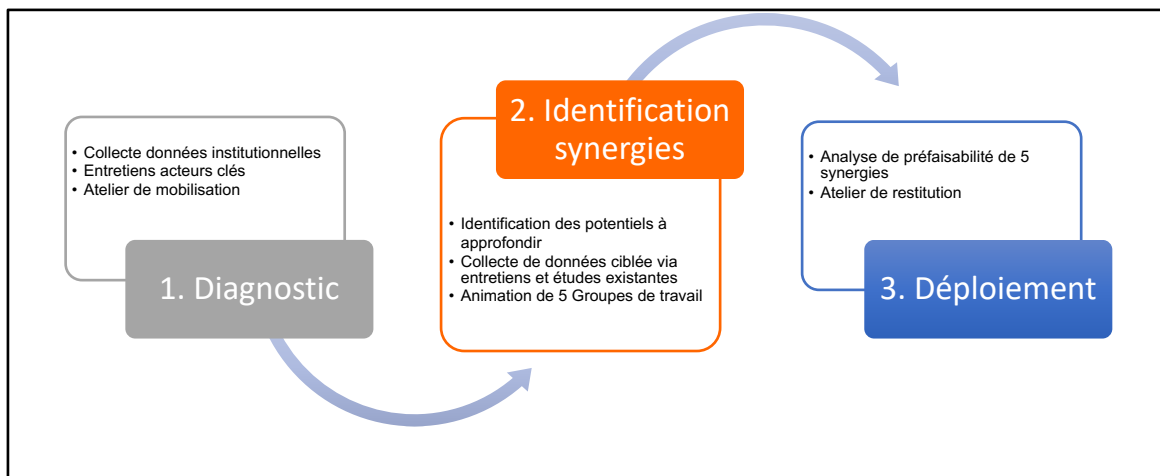 • Collecte données institutionnelles
• Entretiens acteurs clés
• Atelier de mobilisation
1. Diagnostic
2. Identification
synergies
• Identification des potentiels à
approfondir
• Collecte de données ciblée via
entretiens et études existantes
• Animation de 5 Groupes de travail
• Analyse de préfaisabilité de 5
synergies
• Atelier de restitution
3. Déploiement